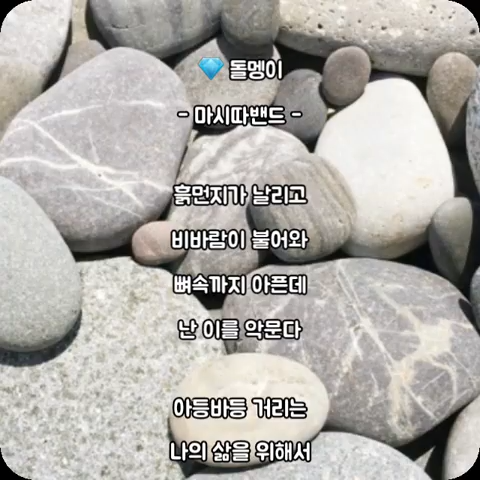 💎 돌멩이
- 마시따밴드 -
흙먼지가 날리고
비바람이 불어와
뼈속까지 아픈데
난 이를 악문다
아등바등 거리는
나의 삶을 위해서